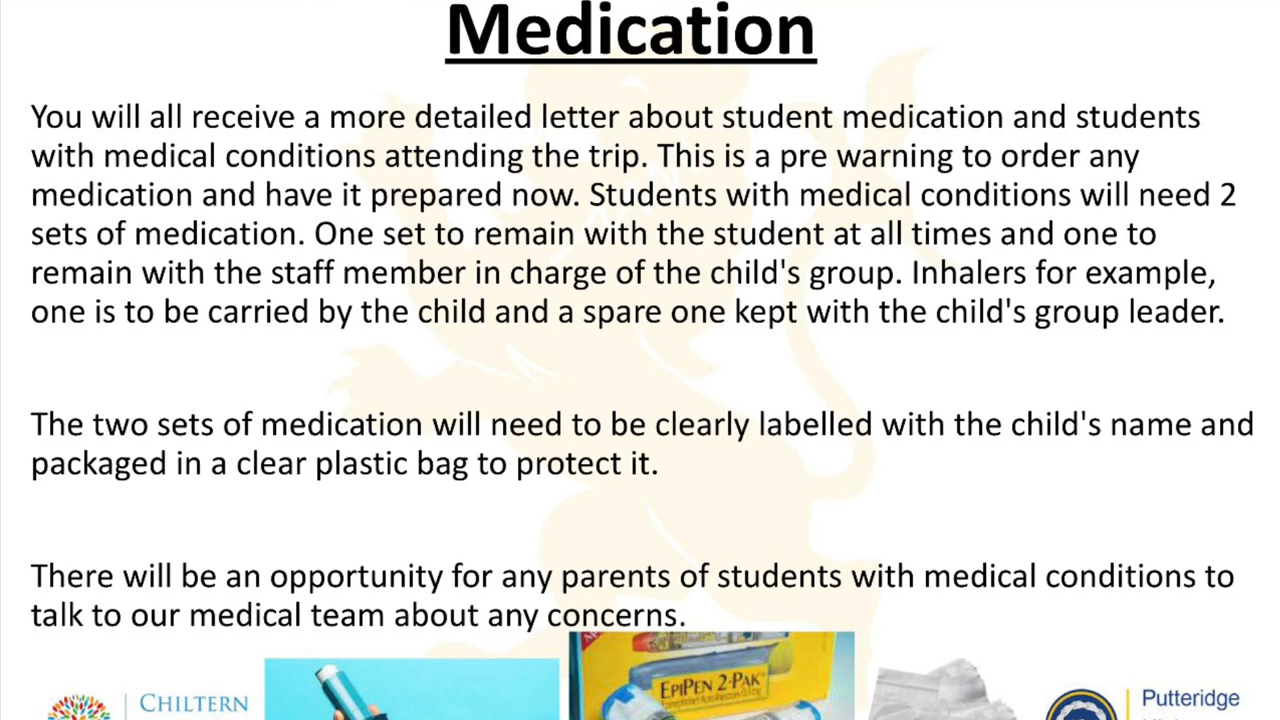 Medication
You will all receive a more detailed letter about student medication and students
with medical conditions attending the trip. This is a pre warning to order any
medication and have it prepared now. Students with medical conditions will need 2
sets of medication. One set to remain with the student at all times and one to
remain with the staff member in charge of the child's group. Inhalers for example,
one is to be carried by the child and a spare one kept with the child's group leader.
The two sets of medication will need to be clearly labelled with the child's name and
packaged in a clear plastic bag to protect it.
There will be an opportunity for any parents of students with medical conditions to
talk to our medical team about any concerns.
EPIPEN 2-PAK
CHILTERN
Putteridge